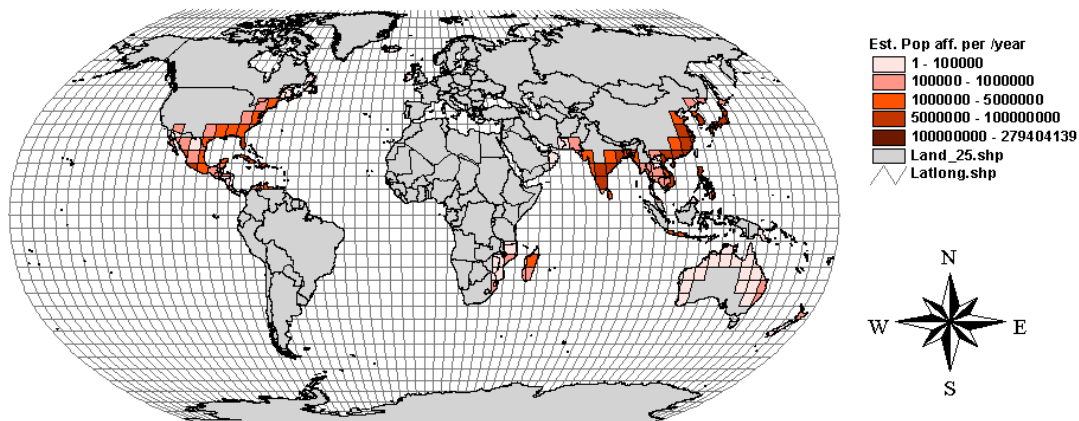 Est. Pop aff. per /year
1 - 100000
100000 - 1000000
1000000 - 5000000
5000000 - 100000000
100000000 - 279404139
Land_25.shp
Latlong.shp
N
W E
S